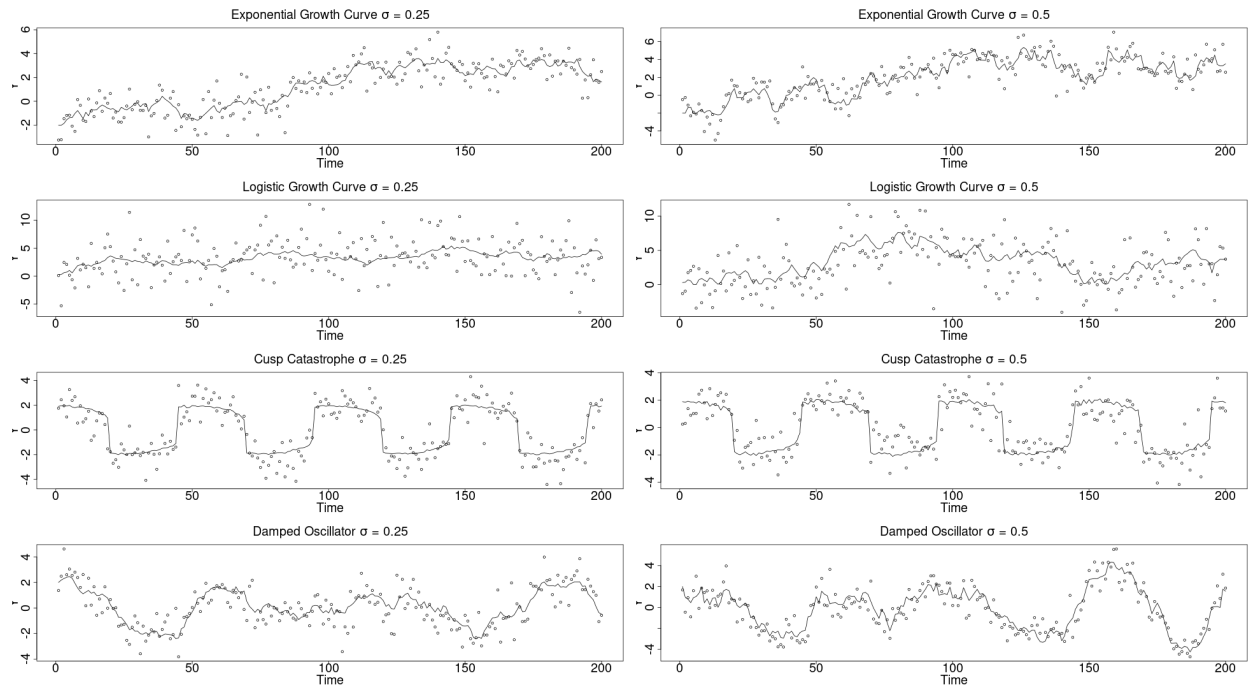 Exponential Growth Curve σ = 0.25
6
4
2
0
-2
τ
0 50 100 150 200
Time
Exponential Growth Curve σ = 0.5
6
4
2
0
-4
τ
0 50 100 150 200
Time
Logistic Growth Curve σ = 0.25
10
5
0
-5
τ
0 50 100 150 200
Time
Logistic Growth Curve σ = 0.5
10
5
0
τ
0 50 100 150 200
Time
Cusp Catastrophe σ = 0.25
4
2
0
-2
-4
τ
0 50 100 150 200
Time
Cusp Catastrophe σ = 0.5
4
2
0
-2
-4
τ
0 50 100 150 200
Time
Damped Oscillator σ = 0.25
4
2
0
-2
-4
τ
0 50 100 150 200
Time
Damped Oscillator σ = 0.5
4
2
0
-4
τ
0 50 100 150 200
Time